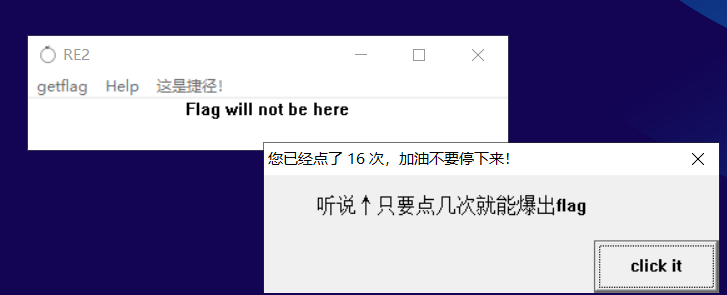 RE2
getflag Help 这是捷径!
Flag will not be here
您已经点了 16 次，加油不要停下来!
听说↑只要点几次就能爆出flag
click it